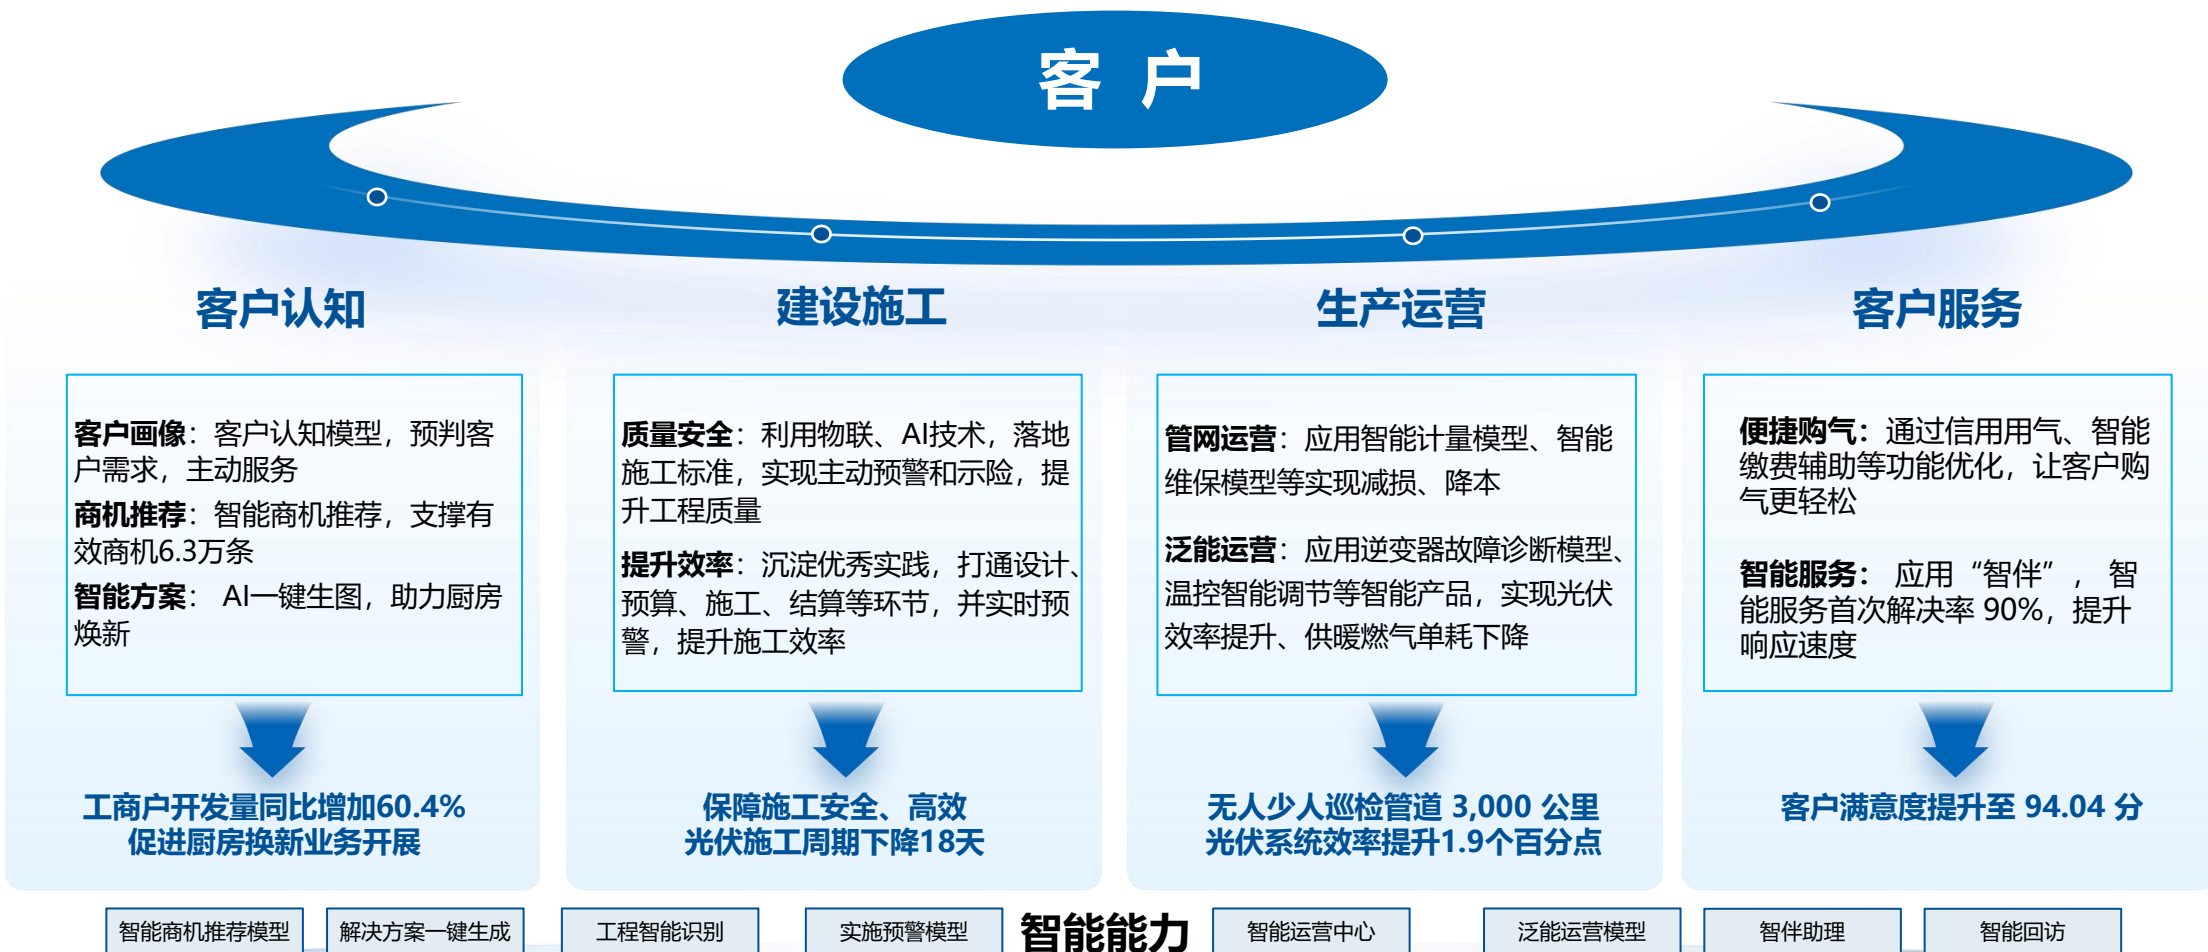 客 户
客户认知
客户画像：客户认知模型，预判客
户需求，主动服务
商机推荐：智能商机推荐，支撑有
效商机6.3万条
智能方案： AI一键生图，助力厨房
焕新
工商户开发量同比增加60.4%
促进厨房换新业务开展
建设施工
质量安全：利用物联、AI技术，落地
施工标准，实现主动预警和示险，提
升工程质量
提升效率：沉淀优秀实践，打通设计、
预算、施工、结算等环节，并实时预
警，提升施工效率
保障施工安全、高效
光伏施工周期下降18天
生产运营
管网运营：应用智能计量模型、智能
维保模型等实现减损、降本
泛能运营：应用逆变器故障诊断模型、
温控智能调节等智能产品，实现光伏
效率提升、供暖燃气单耗下降
无人少人巡检管道 3,000 公里
光伏系统效率提升1.9个百分点
客户服务
便捷购气：通过信用用气、智能
缴费辅助等功能优化，让客户购
气更轻松
智能服务： 应用“智伴”，智
能服务首次解决率 90%，提升
响应速度
客户满意度提升至 94.04 分
智能商机推荐模型
解决方案一键生成
工程智能识别
实施预警模型
智能能力
智能运营中心
泛能运营模型
智伴助理
智能回访